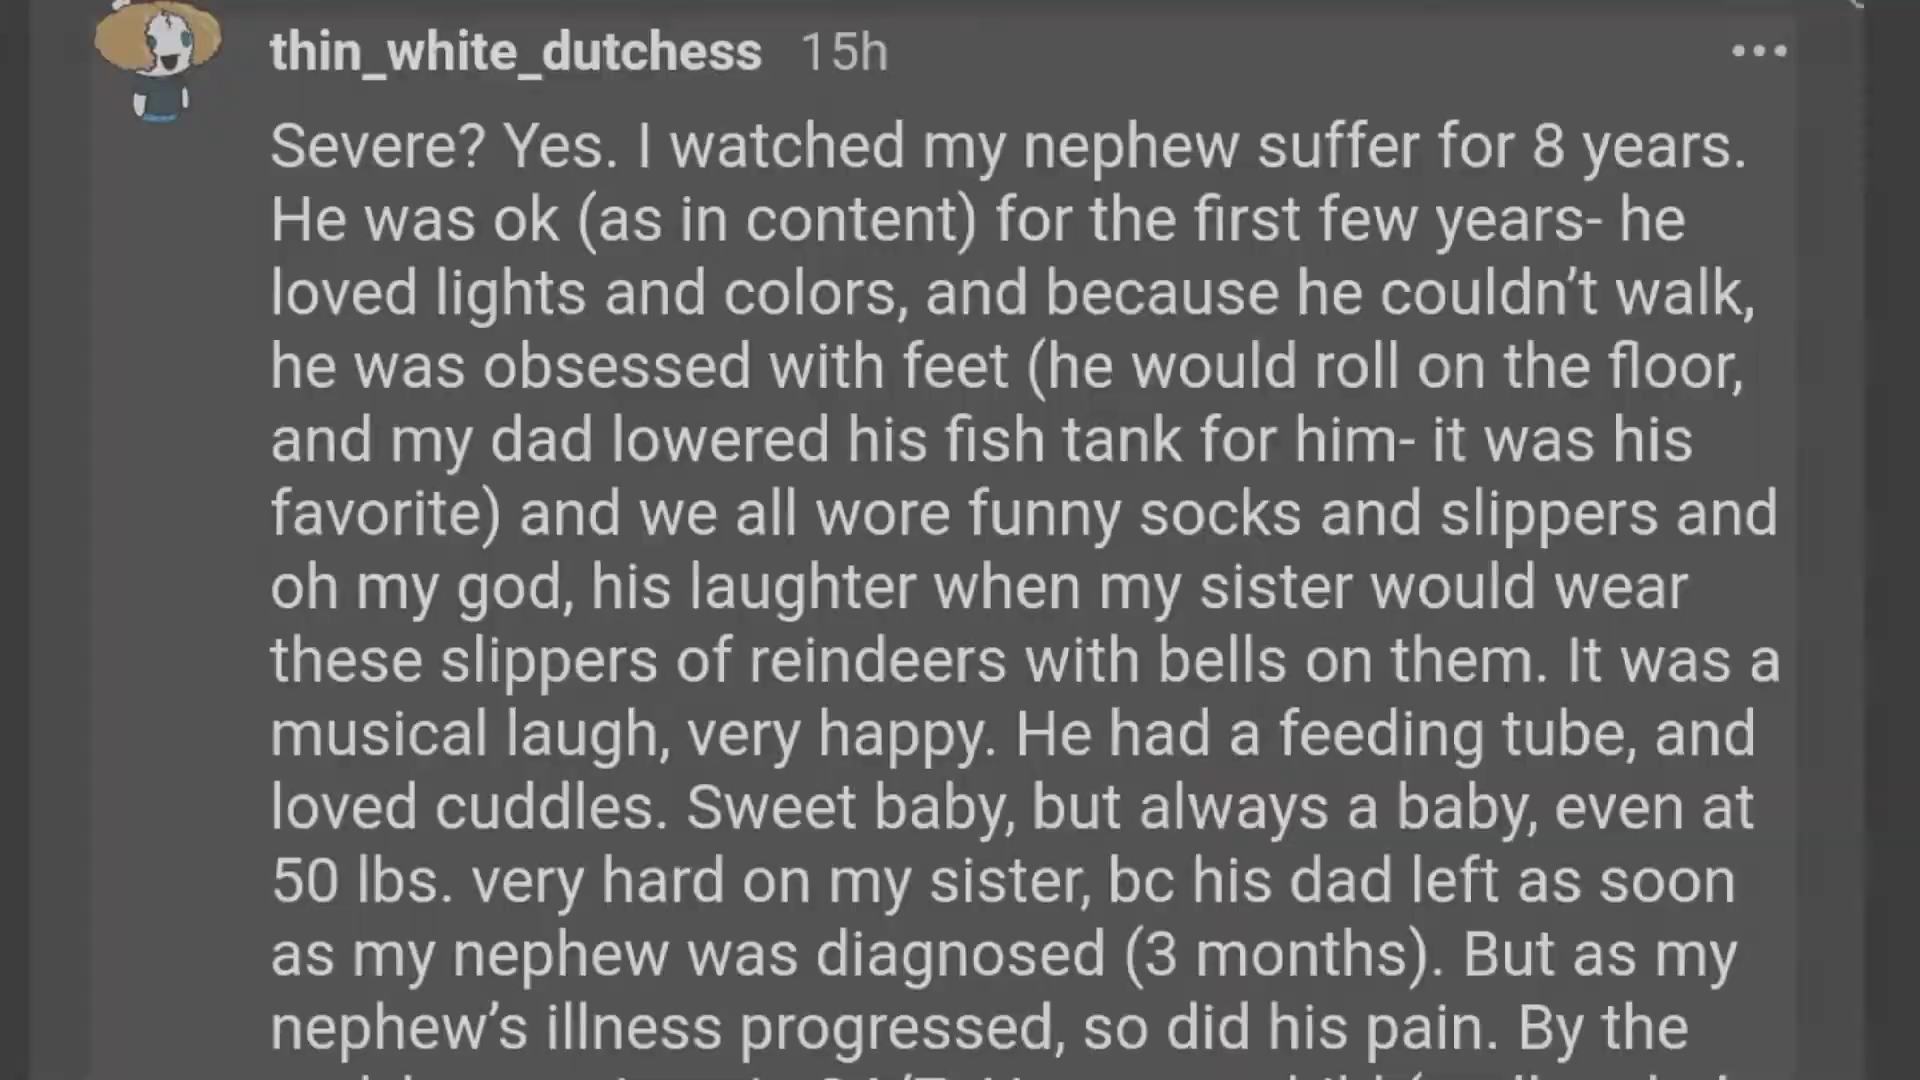 thin_white_dutchess 15h
Severe? Yes. I watched my nephew suffer for 8 years.
He was ok (as in content) for the first few years- he
loved lights and colors, and because he couldn’t walk,
he was obsessed with feet (he would roll on the floor,
and my dad lowered his fish tank for him- it was his
favorite) and we all wore funny socks and slippers and
oh my god, his laughter when my sister would wear
these slippers of reindeers with bells on them. It was a
musical laugh, very happy. He had a feeding tube, and
loved cuddles. Sweet baby, but always a baby, even at
50 lbs. very hard on my sister, bc his dad left as soon
as my nephew was diagnosed (3 months). But as my
nephew’s illness progressed, so did his pain. By the